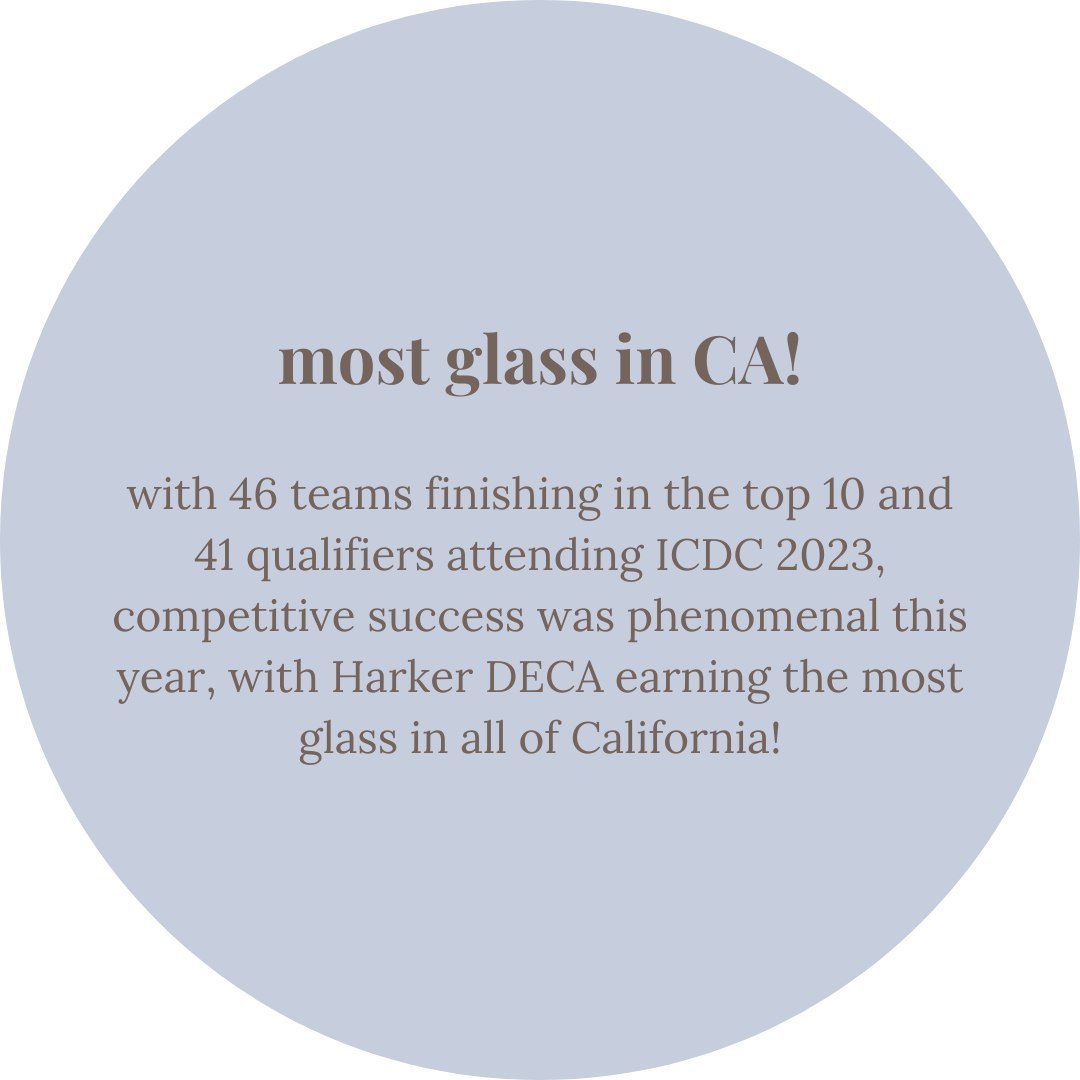 most glass in CA!
with 46 teams finishing in the top 10 and
41 qualifiers attending ICDC 2023,
competitive success was phenomenal this
year, with Harker DECA earning the most
glass in all of California!